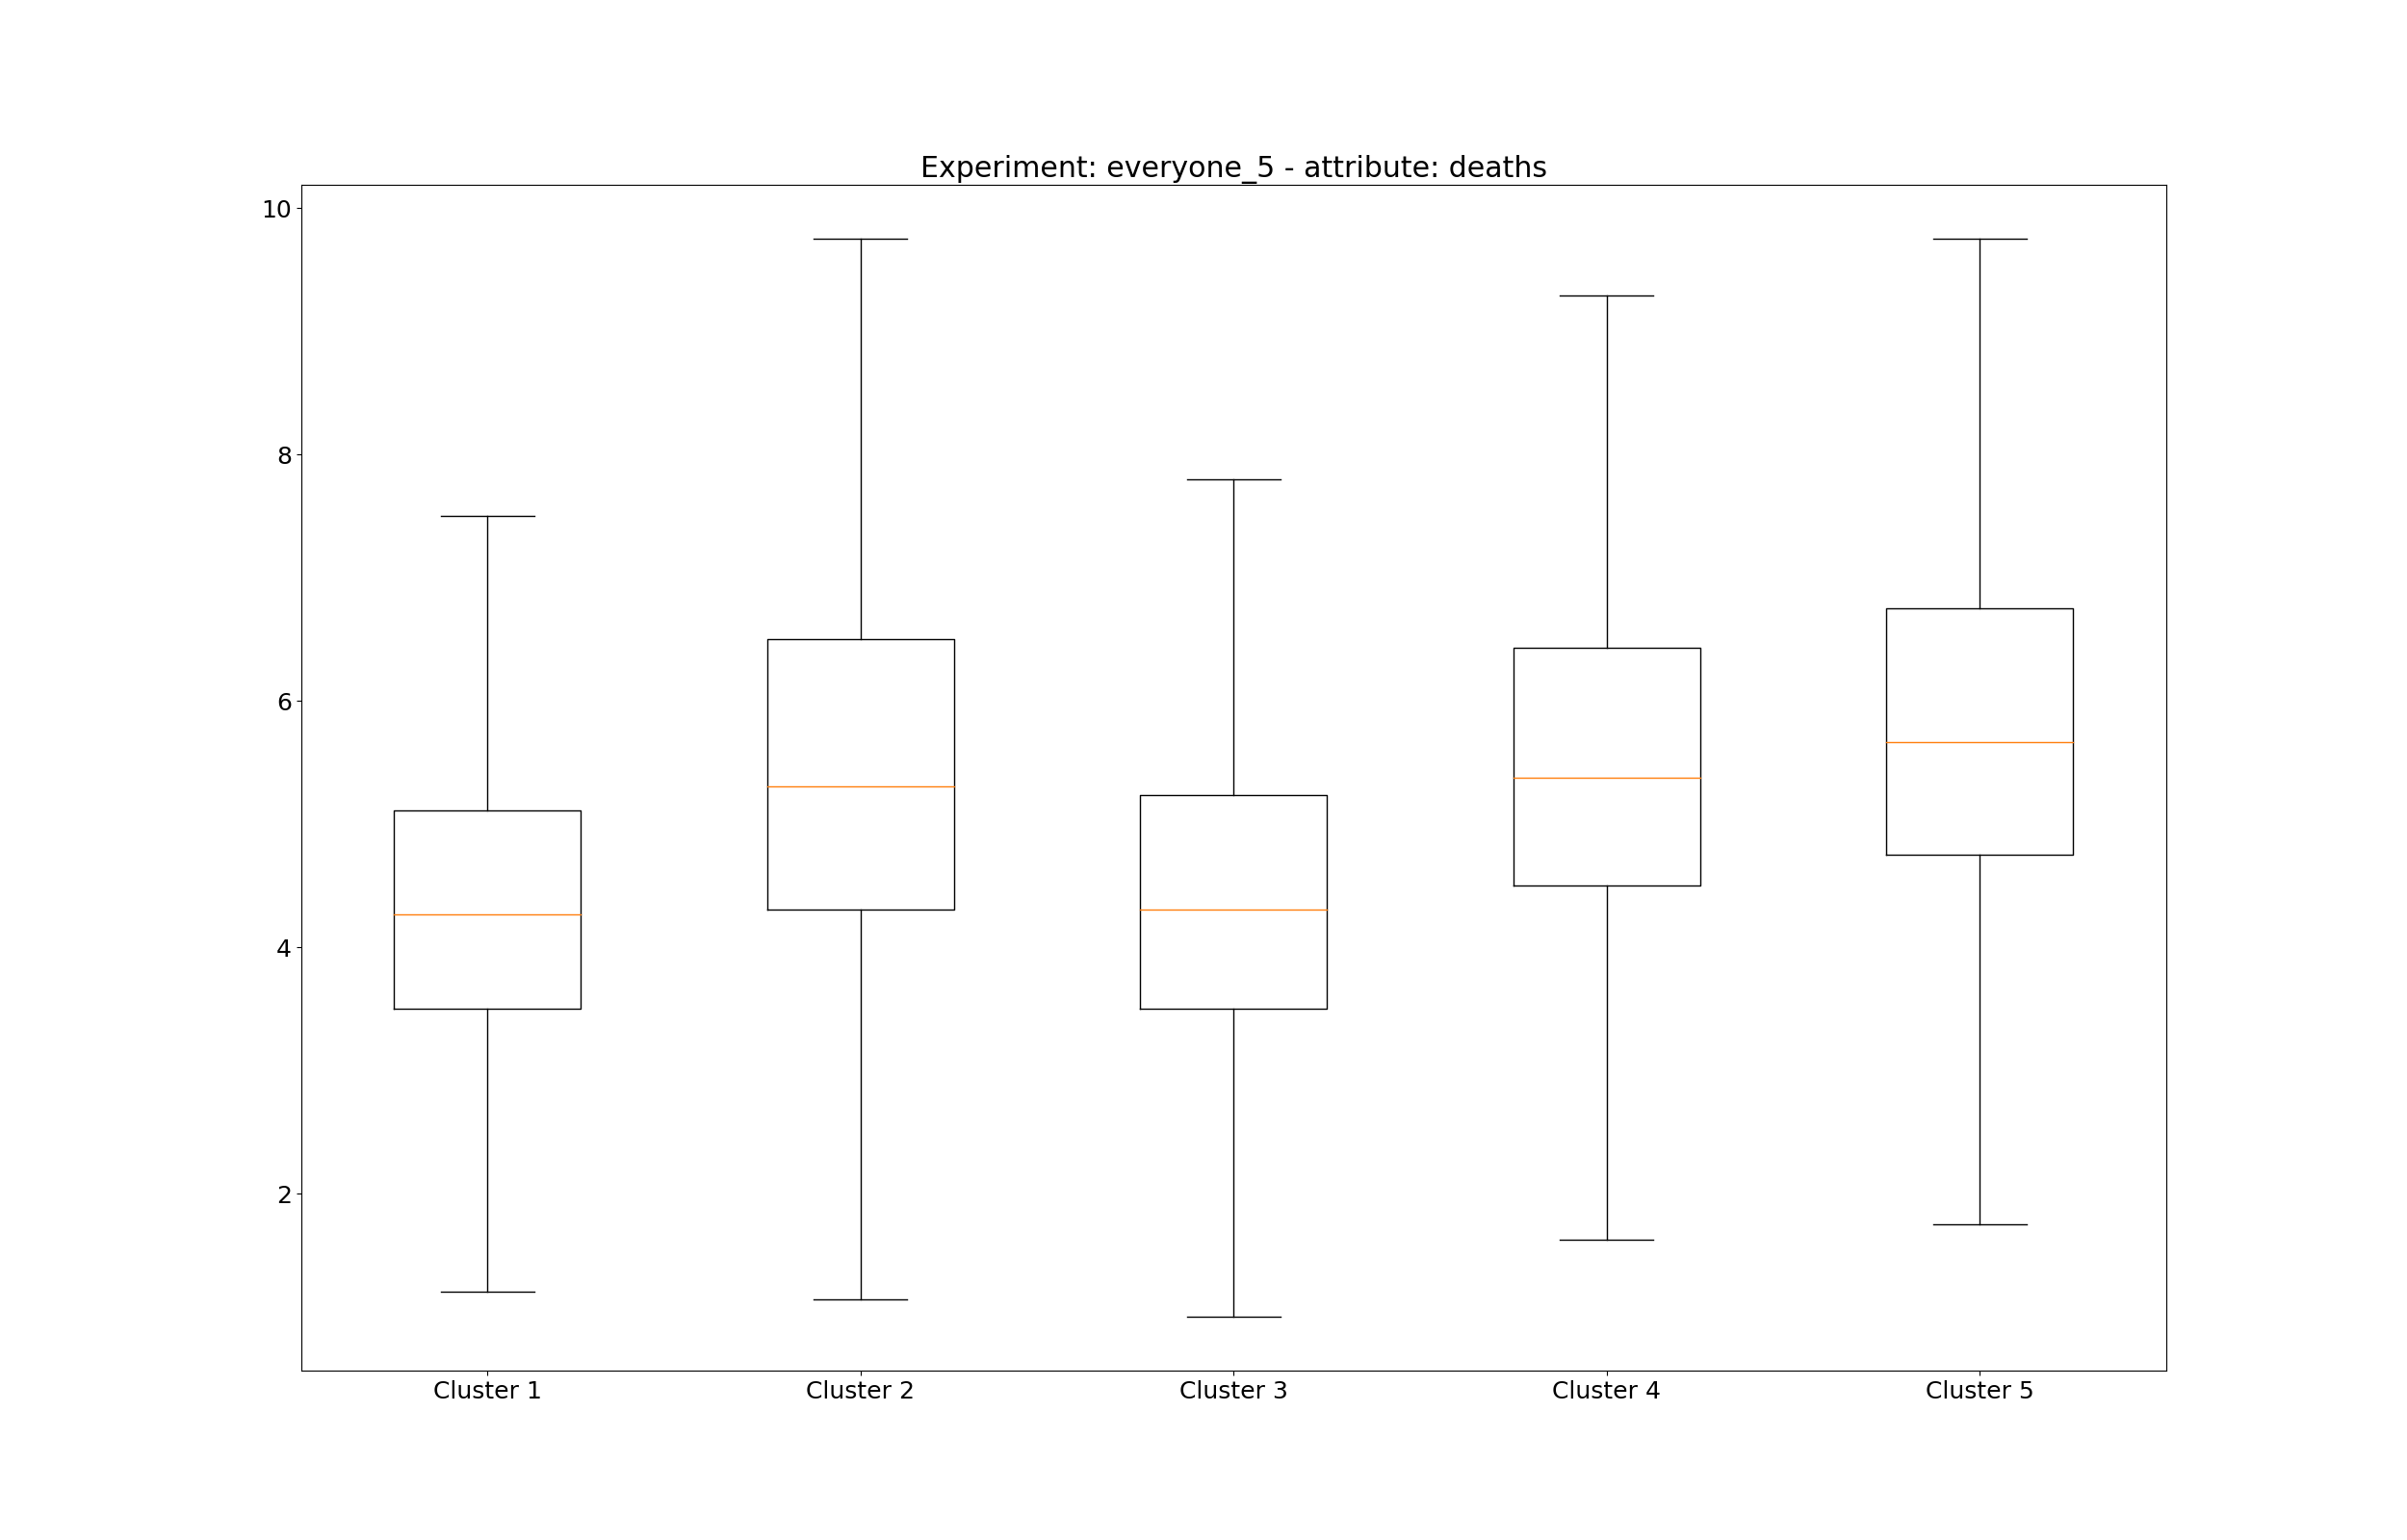 Experiment: everyone_5 - attribute: deaths
10
8
6
4
2
Cluster 1
Cluster 2
Cluster 3
Cluster 4
Cluster 5